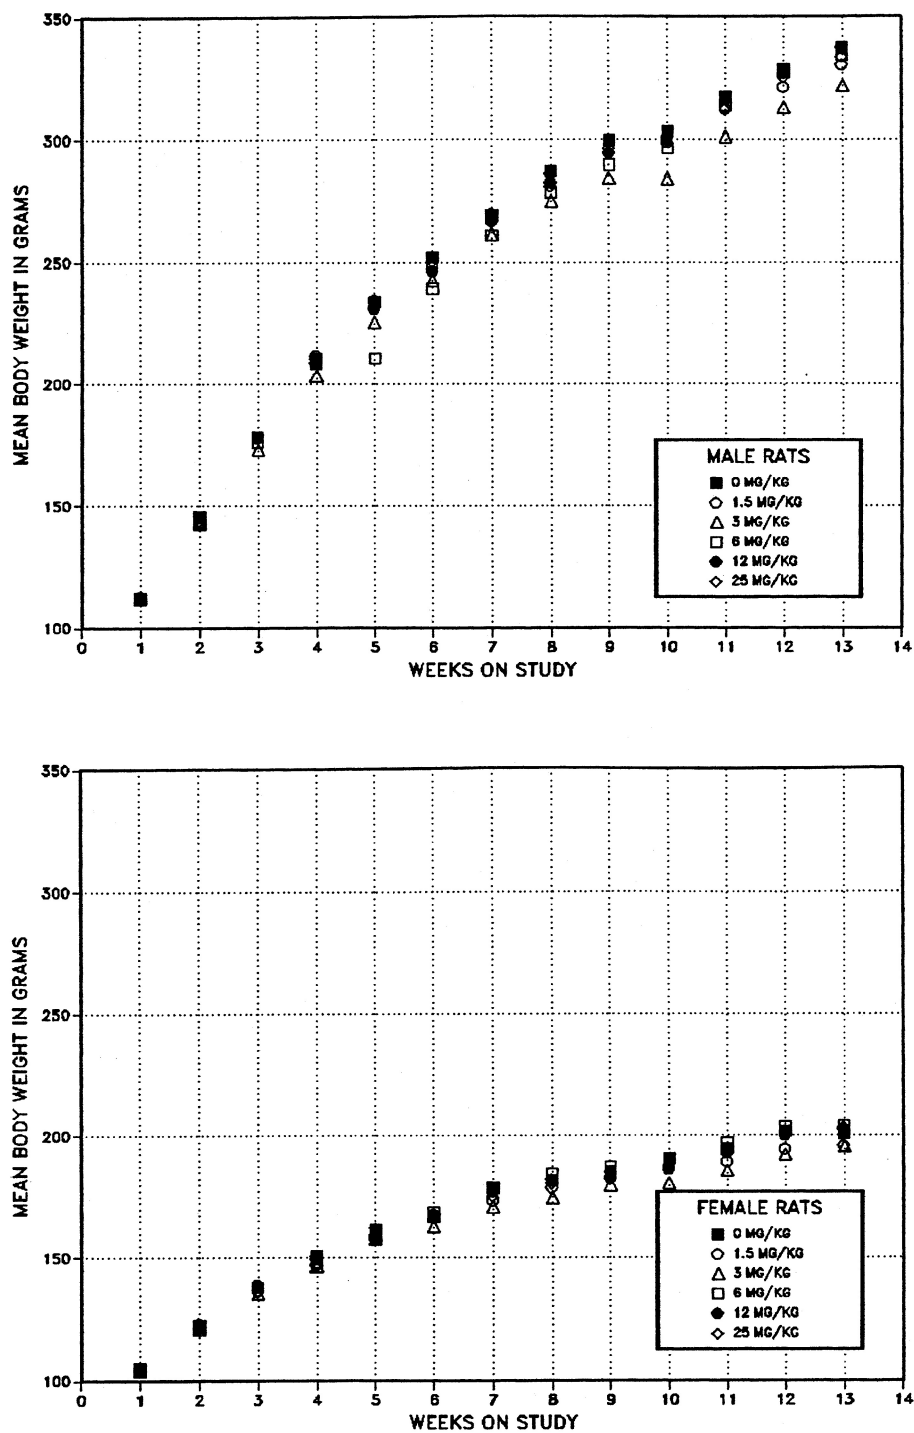 350
300
250
200
150
100
MEAN BODY WEIGHT IN GRAMS
MALE RATS
0 MG/KG
1.5 MG/KG
3 MG/KG
6 MG/KG
12 MG/KG
25 MG/KG
0 1 2 3 4 5 6 7 8 9 10 11 12 13 14
WEEKS ON STUDY
350
300
250
200
150
100
MEAN BODY WEIGHT IN GRAMS
FEMALE RATS
0 MG/KG
1.5 MG/KG
3 MG/KG
6 MG/KG
12 MG/KG
25 MG/KG
0 1 2 3 4 5 6 7 8 9 10 11 12 13 14
WEEKS ON STUDY